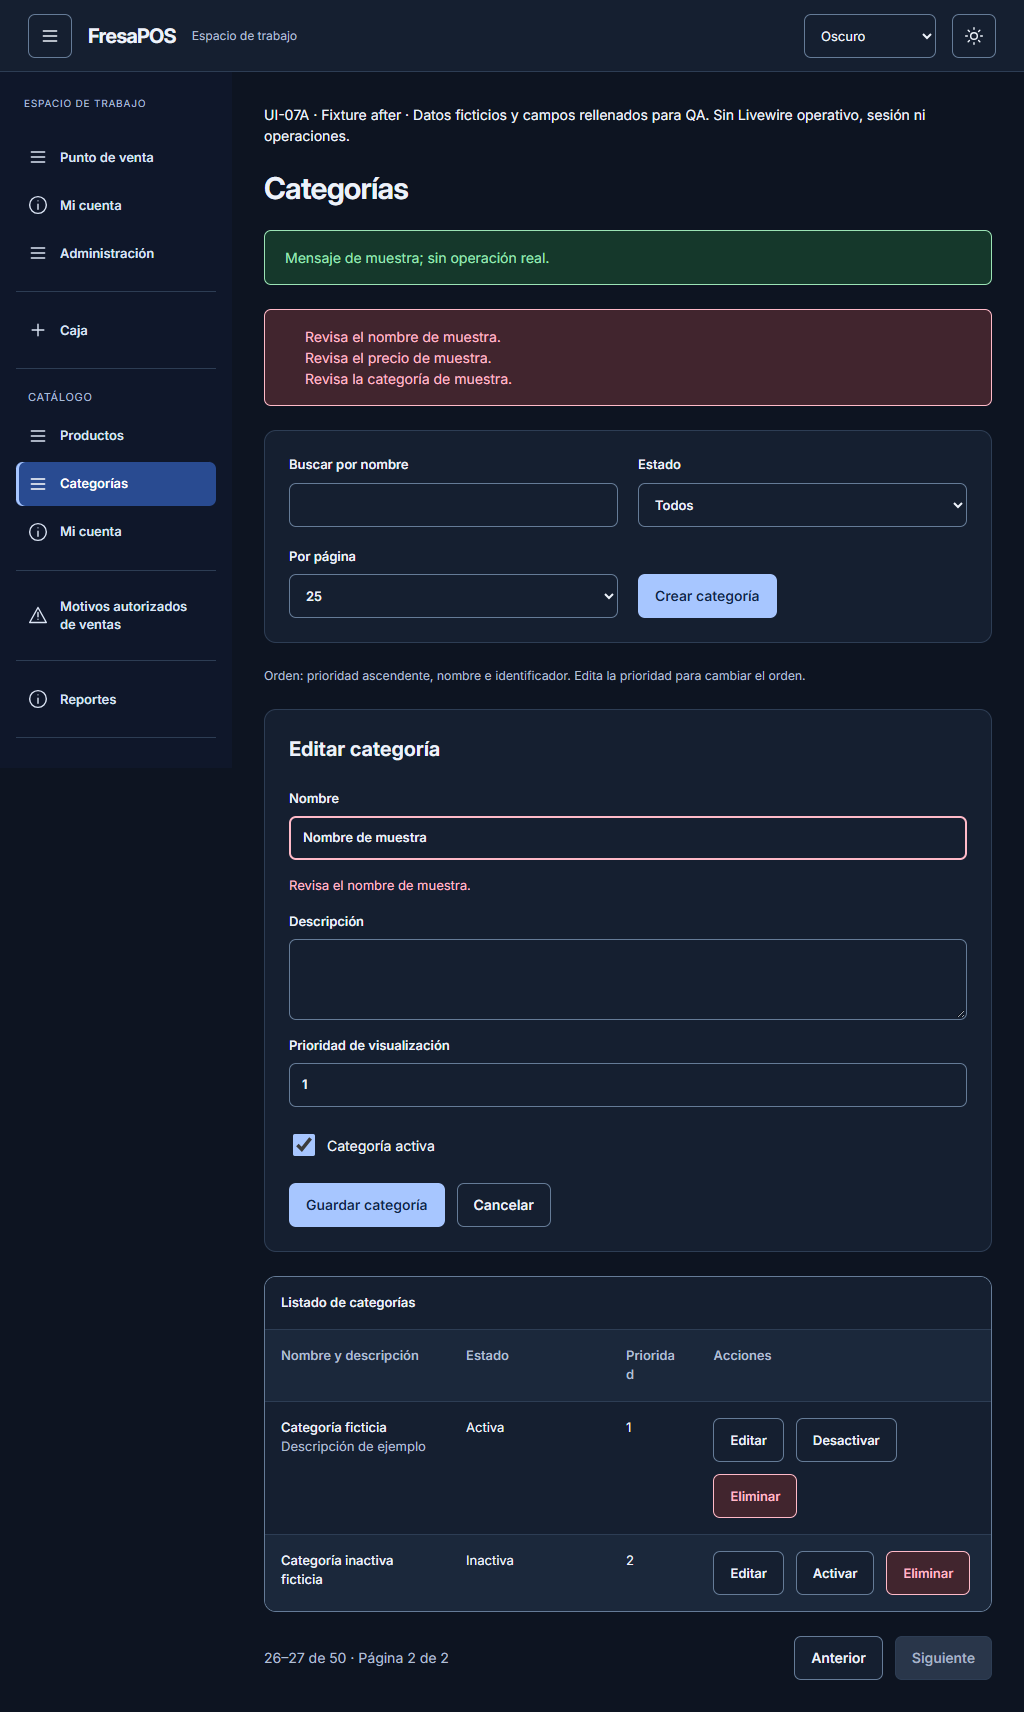 FresaPOS
Espacio de trabajo
Oscuro
ESPACIO DE TRABAJO
Punto de venta
Mi cuenta
Administración
Caja
CATÁLOGO
Productos
Categorías
Mi cuenta
Motivos autorizados
de ventas
Reportes
UI-07A · Fixture after · Datos ficticios y campos rellenados para QA. Sin Livewire operativo, sesión ni
operaciones.
Categorías
Mensaje de muestra; sin operación real.
Revisa el nombre de muestra.
Revisa el precio de muestra.
Revisa la categoría de muestra.
Buscar por nombre
Estado
Todos
Por página
25
Crear categoría
Orden: prioridad ascendente, nombre e identificador. Edita la prioridad para cambiar el orden.
Editar categoría
Nombre
Nombre de muestra
Revisa el nombre de muestra.
Descripción
Prioridad de visualización
1
Categoría activa
Guardar categoría
Cancelar
Listado de categorías
Nombre y descripción
Estado
Priorida
d
Acciones
Categoría ficticia
Descripción de ejemplo
Activa
1
Editar
Desactivar
Eliminar
Categoría inactiva
ficticia
Inactiva
2
Editar
Activar
Eliminar
26–27 de 50 · Página 2 de 2
Anterior
Siguiente